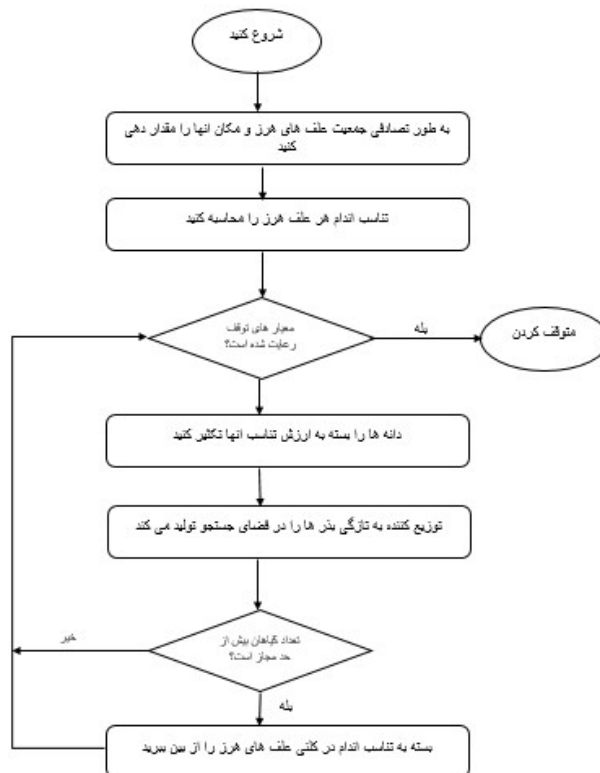 شروع کنید
به طور تصادفی جمعیت علف های هرز و مکان انها را مقدار دهی
کنید
تناسب اندام هر علف هرز را محاسبه کنید
معیار های توقف
رعایت شده است؟
بله
متوقف کردن
دانه ها را بسته به ارزش تناسب انها تکثیر کنید
توزیع کننده به تازگی بذر ها را در فضای جستجو تولید می کند
تعداد گیاهان بیش از
حد مجاز است؟
خیر
بله
بسته به تناسب اندام در کلنی علف های هرز را از بین ببرید